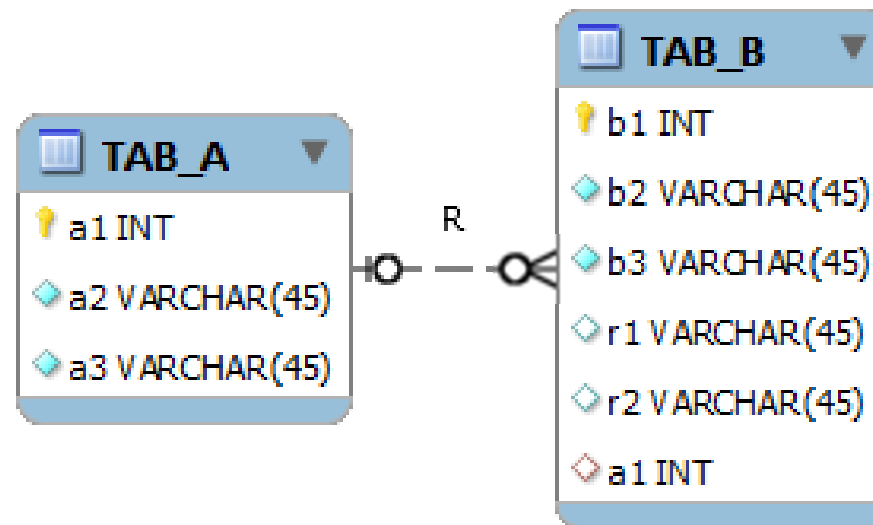 TAB_A
a1 INT
a2 VARCHAR(45)
a3 VARCHAR(45)
R
TAB_B
b1 INT
b2 VARCHAR(45)
b3 VARCHAR(45)
r1 VARCHAR(45)
r2 VARCHAR(45)
a1 INT